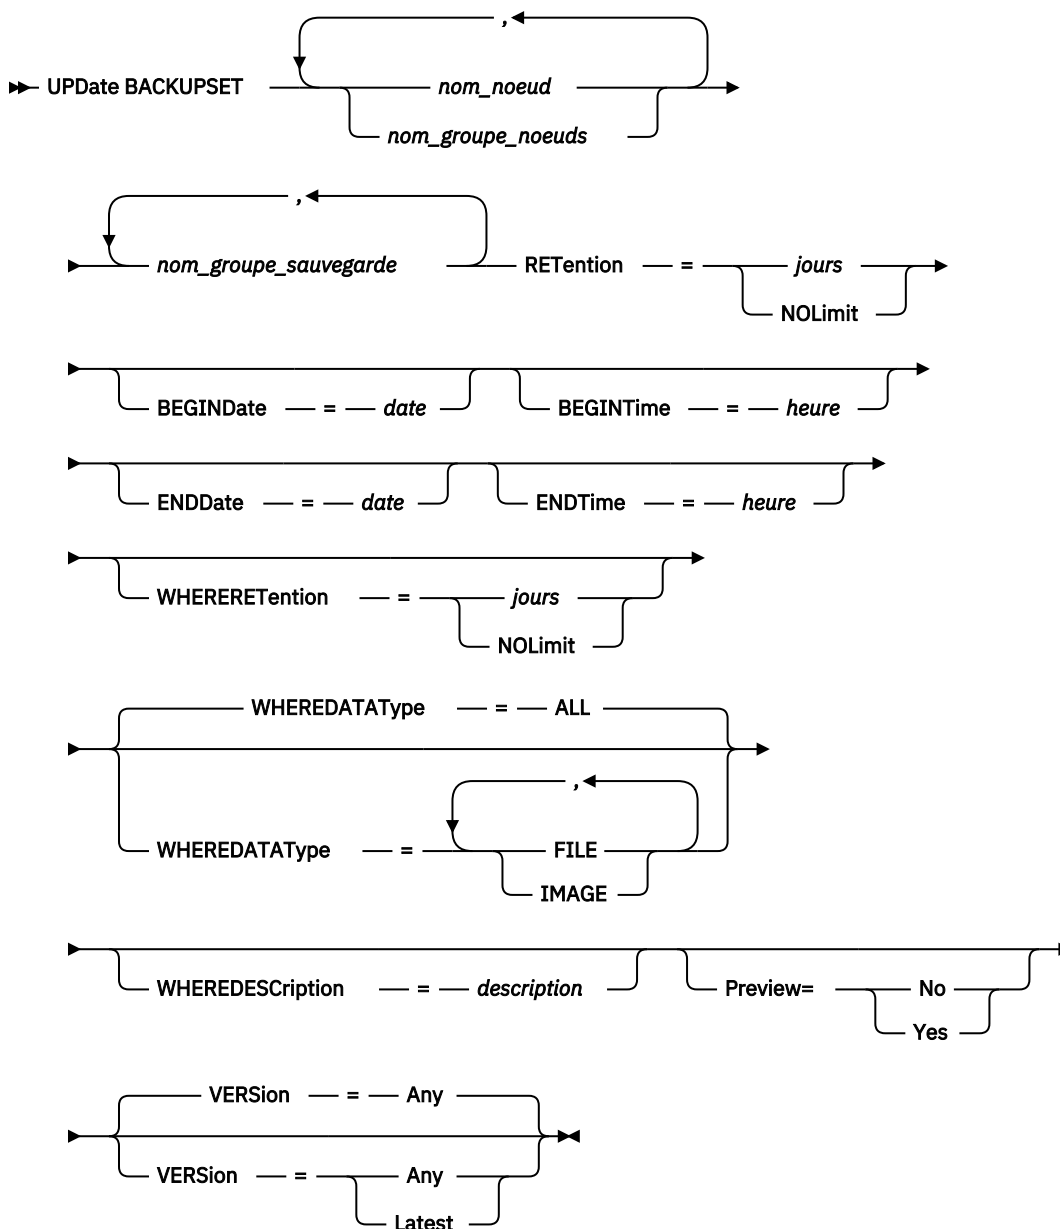 ,
UPDate BACKUPSET nom_noeud
nom_groupe_noeuds
,
nom_groupe_sauvegarde RETention = jours
NOLimit
BEGINDate = date BEGINTime = heure
ENDDate = date ENDTime = heure
WHERERETention = jours
NOLimit
WHEREDATAType = ALL
,
WHEREDATAType = FILE
IMAGE
WHEREDESCription = description Preview= No
Yes
VERSion = Any
VERSion = Any
Latest